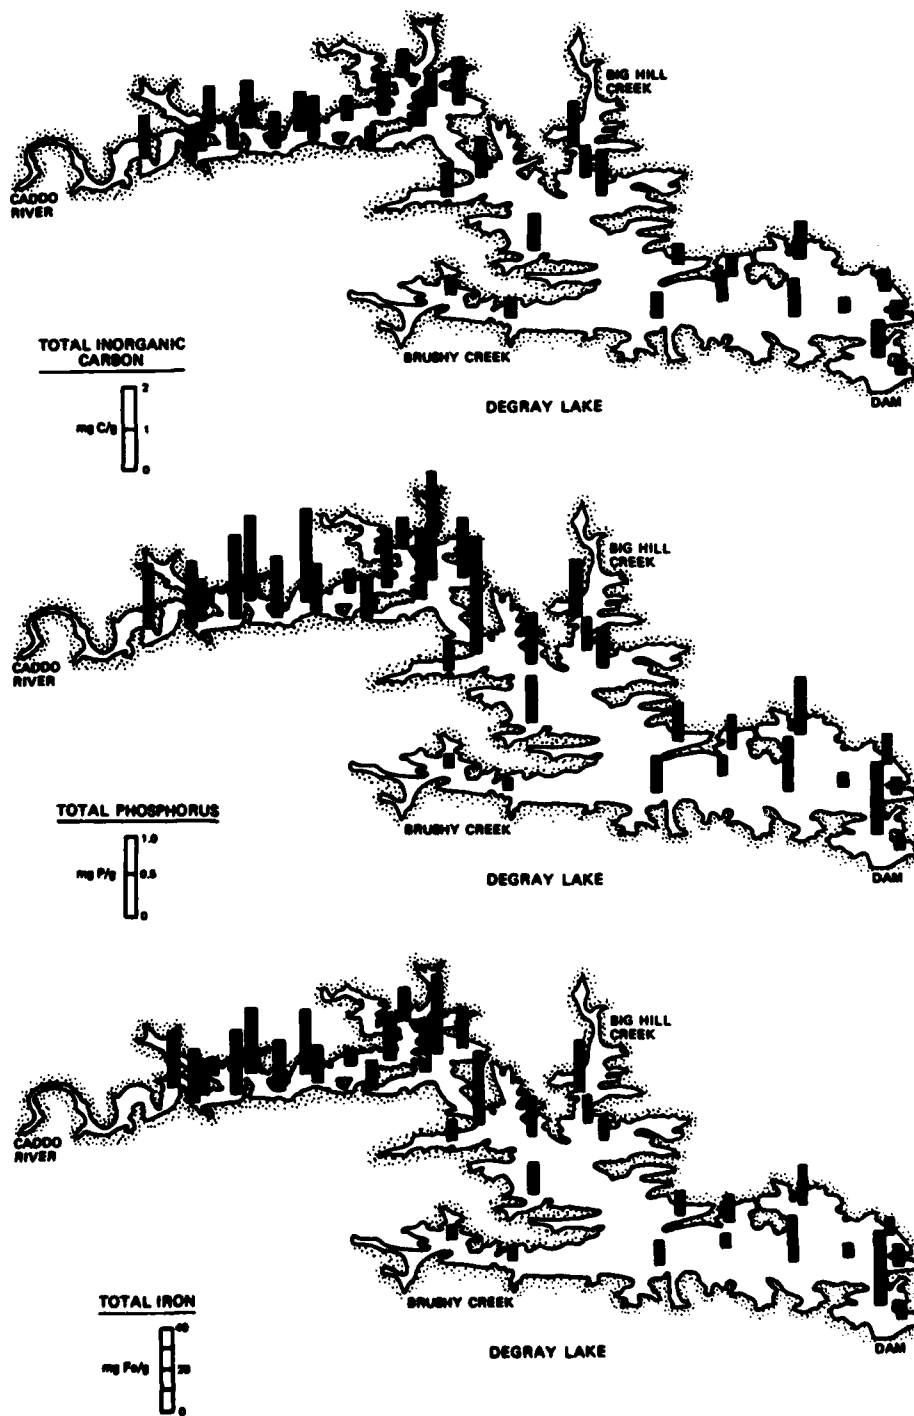 BIG HILL
CREEK
CADDO
RIVER
TOTAL INORGANIC
CARBON
2
mg C/g 1
0
BRUSHY CREEK
DEGRAY LAKE
DAM
BIG HILL
CREEK
CADDO
RIVER
TOTAL PHOSPHORUS
1.0
mg P/g 0.5
0
BRUSHY CREEK
DEGRAY LAKE
DAM
BIG HILL
CREEK
CADDO
RIVER
TOTAL IRON
40
mg Fe/g 20
0
BRUSHY CREEK
DEGRAY LAKE
DAM